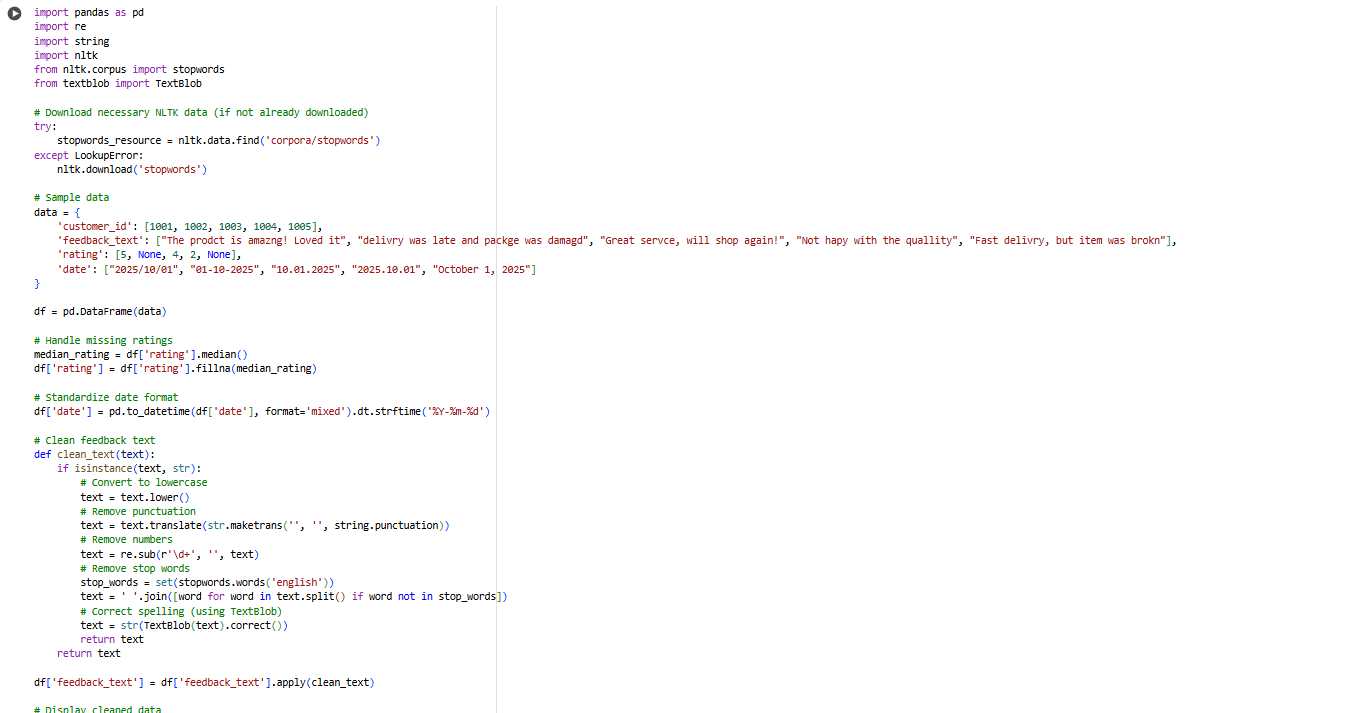 import pandas as pd
import re
import string
import nltk
from nltk.corpus import stopwords
from textblob import TextBlob

# Download necessary NLTK data (if not already downloaded)
try:
    stopwords_resource = nltk.data.find('corpora/stopwords')
except LookupError:
    nltk.download('stopwords')

# Sample data
data = {
    'customer_id': [1001, 1002, 1003, 1004, 1005],
    'feedback_text': ["The prodct is amazng! Loved it", "delivry was late and packge was damagd", "Great servce, will shop again!", "Not hapy with the quallity", "Fast delivry, but item was brokn"],
    'rating': [5, None, 4, 2, None],
    'date': ["2025/10/01", "01-10-2025", "10.01.2025", "2025.10.01", "October 1, 2025"]
}

df = pd.DataFrame(data)

# Handle missing ratings
median_rating = df['rating'].median()
df['rating'] = df['rating'].fillna(median_rating)

# Standardize date format
df['date'] = pd.to_datetime(df['date'], format='mixed').dt.strftime('%Y-%m-%d')

# Clean feedback text
def clean_text(text):
    if isinstance(text, str):
        # Convert to lowercase
        text = text.lower()
        # Remove punctuation
        text = text.translate(str.maketrans('', '', string.punctuation))
        # Remove numbers
        text = re.sub(r'\d+', '', text)
        # Remove stop words
        stop_words = set(stopwords.words('english'))
        text = ' '.join([word for word in text.split() if word not in stop_words])
        # Correct spelling (using TextBlob)
        text = str(TextBlob(text).correct())
        return text
    return text

df['feedback_text'] = df['feedback_text'].apply(clean_text)

# Display cleaned data